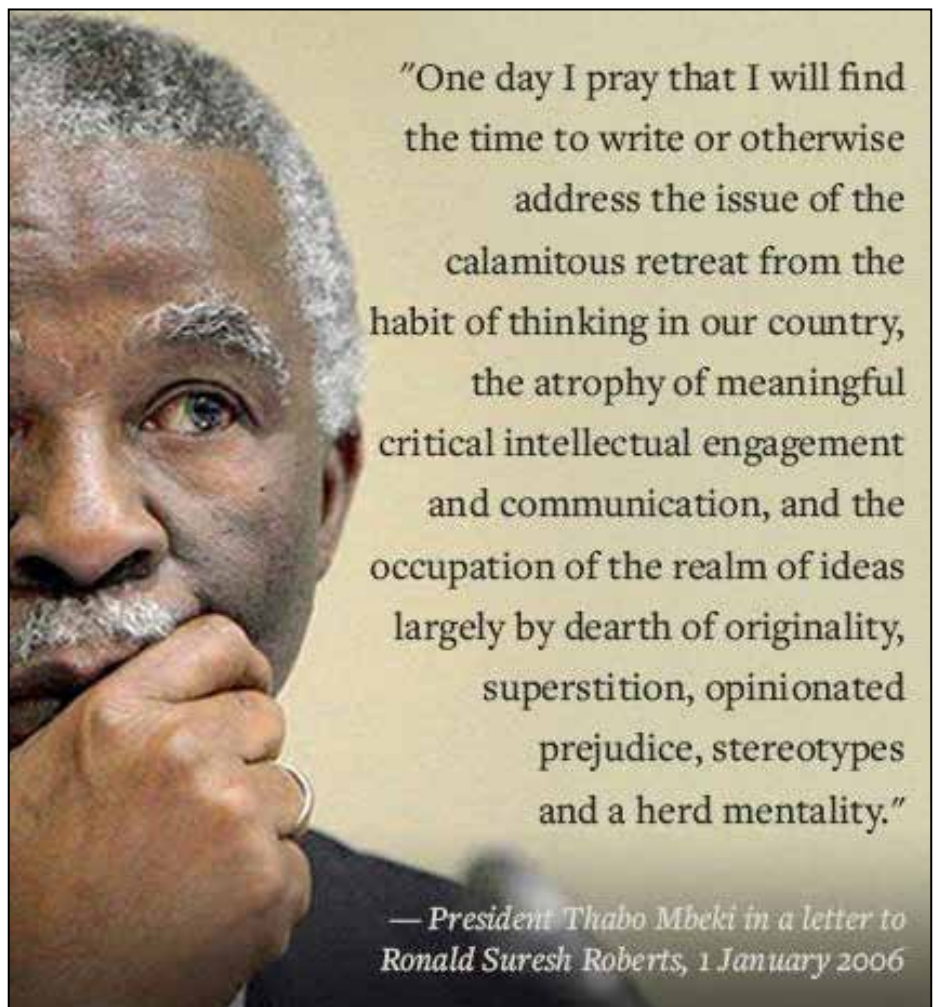 "One day I pray that I will find
the time to write or otherwise
address the issue of the
calamitous retreat from the
habit of thinking in our country,
the atrophy of meaningful
critical intellectual engagement
and communication, and the
occupation of the realm of ideas
largely by dearth of originality,
superstition, opinionated
prejudice, stereotypes
and a herd mentality."
— President Thabo Mbeki in a letter to
Ronald Suresh Roberts, 1 January 2006